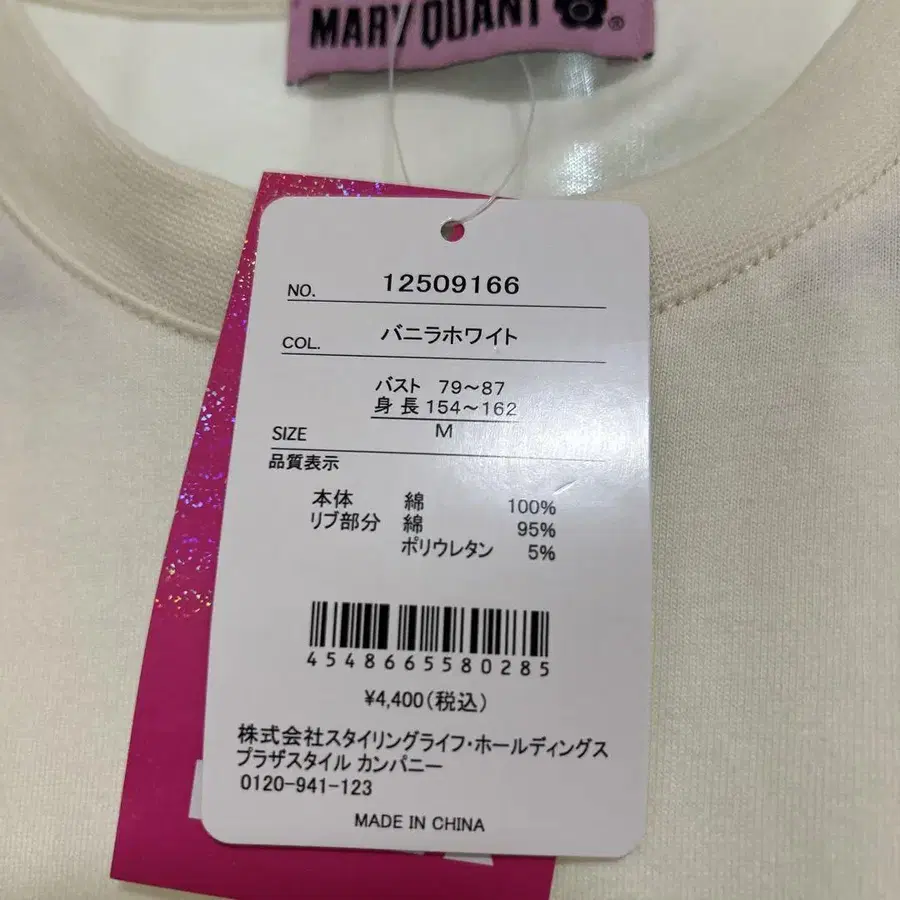 MARY QUANT ®
NO. 12509166
COL. バニラホワイト
バスト 79～87
身長 154～162
SIZE M
品質表示
本体 綿 100%
リブ部分 綿 95%
ポリウレタン 5%
4548665580285
¥4,400(税込)
株式会社スタイリングライフ・ホールディングス
プラザスタイル カンパニー
0120-941-123
MADE IN CHINA